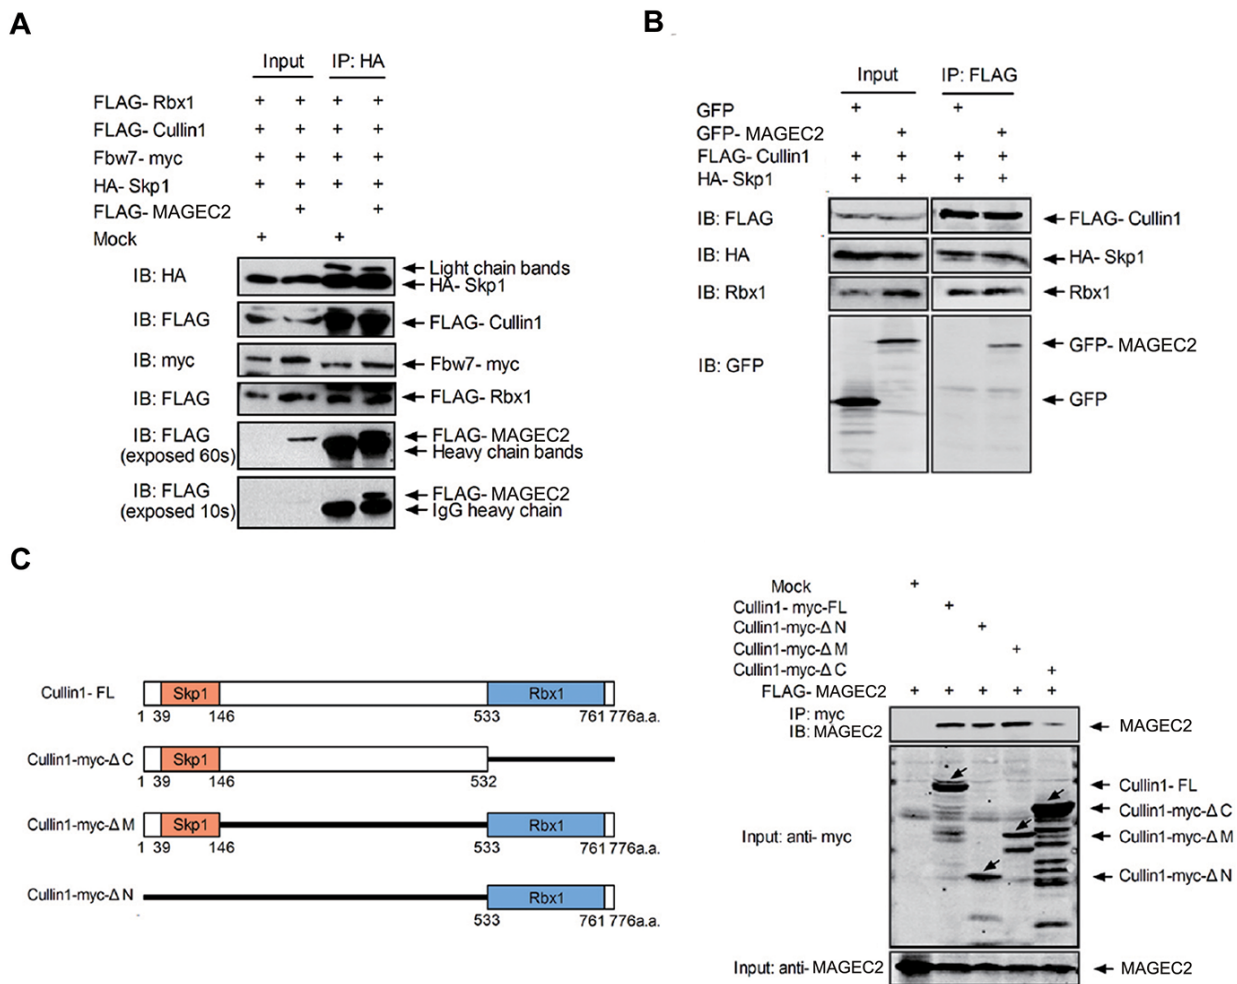 A
Input IP: HA
FLAG- Rbx1 + + + +
FLAG- Cullin1 + + + +
Fbw7- myc + + + +
HA- Skp1 + + + +
FLAG- MAGEC2 + +
Mock + +
IB: HA
Light chain bands
HA- Skp1
IB: FLAG FLAG- Cullin1
IB: myc Fbw7- myc
IB: FLAG FLAG- Rbx1
IB: FLAG FLAG- MAGEC2
(exposed 60s) Heavy chain bands
IB: FLAG FLAG- MAGEC2
(exposed 10s) IgG heavy chain
B
Input IP: FLAG
GFP + +
GFP- MAGEC2 + +
FLAG- Cullin1 + + + +
HA- Skp1 + + + +
IB: FLAG FLAG- Cullin1
IB: HA HA- Skp1
IB: Rbx1 Rbx1
IB: GFP
GFP- MAGEC2
GFP
C
Cullin1- FL Skp1 Rbx1
1 39 146 533 761 776a.a.
Cullin1-myc-Δ C Skp1
1 39 146 532
Cullin1-myc-Δ M Skp1 Rbx1
1 39 146 533 761 776a.a.
Cullin1-myc-Δ N Rbx1
533 761 776a.a.
Mock +
Cullin1- myc-FL +
Cullin1-myc-Δ N +
Cullin1-myc-Δ M +
Cullin1-myc-Δ C +
FLAG- MAGEC2 + + + + +
IP: myc
IB: MAGEC2
MAGEC2
Input: anti- myc
Cullin1- FL
Cullin1-myc-Δ C
Cullin1-myc-Δ M
Cullin1-myc-Δ N
Input: anti- MAGEC2 MAGEC2